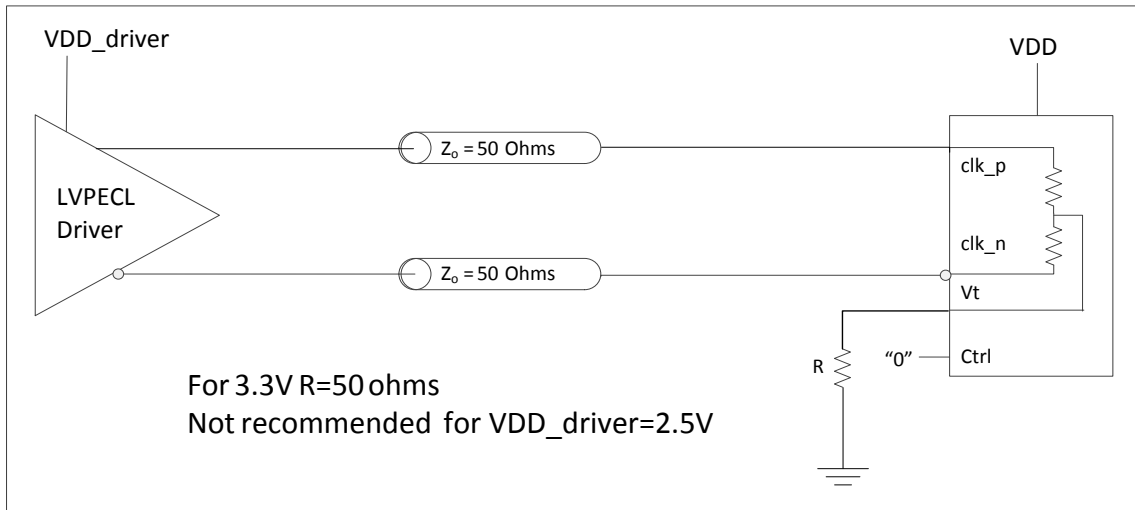 VDD_driver
VDD
Zₒ = 50 Ohms
clk_p
LVPECL
Driver
clk_n
Zₒ = 50 Ohms
Vt
R
“0”
Ctrl
For 3.3V R=50 ohms
Not recommended for VDD_driver=2.5V